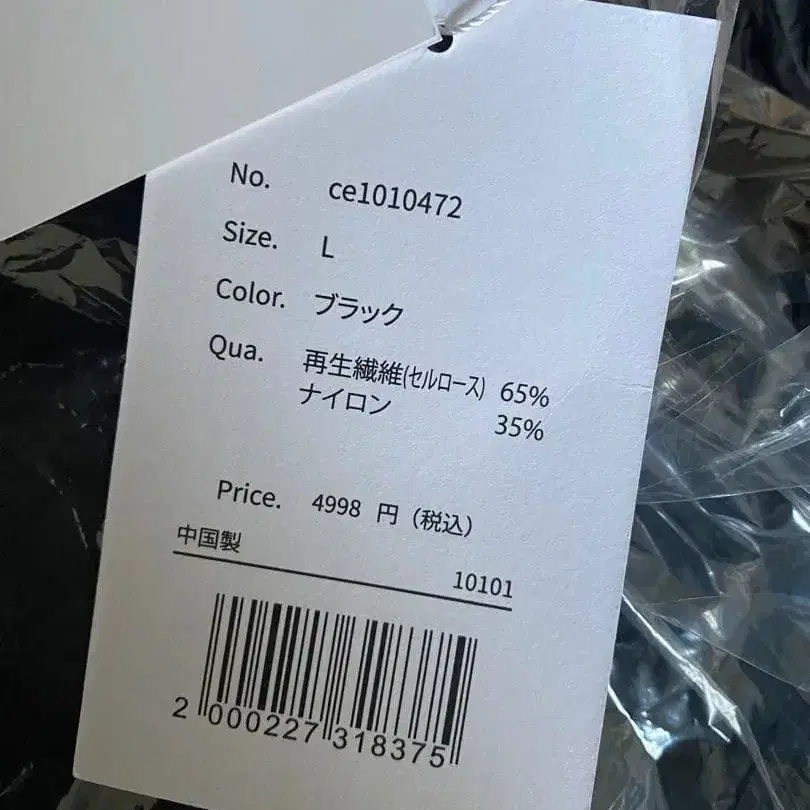 No. ce1010472
Size. L
Color. ブラック
Qua. 再生繊維(セルロース) 65%
ナイロン 35%
Price. 4998 円（税込）
中国製
10101
2 000227 318375